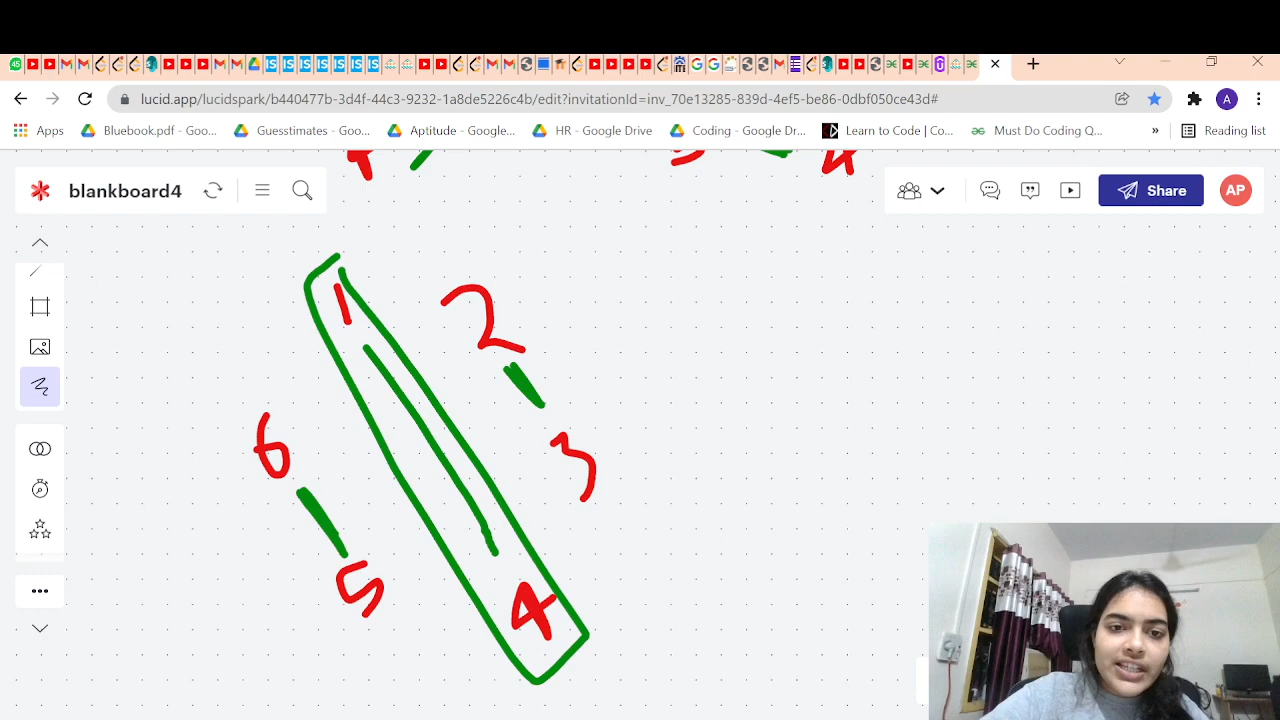 lucid.app/lucidspark/b440477b-3d4f-44c3-9232-1a8de5226c4b/edit?invitationId=inv_70e13285-839d-4ef5-be86-0dbf050ce43d#
A
Apps
Bluebook.pdf - Goo...
Guesstimates - Goo...
Aptitude - Google...
HR - Google Drive
Coding - Google Dr...
Learn to Code | Co...
Must Do Coding Q...
»
Reading list
blankboard4
Share
AP
1
2
6
3
5
4